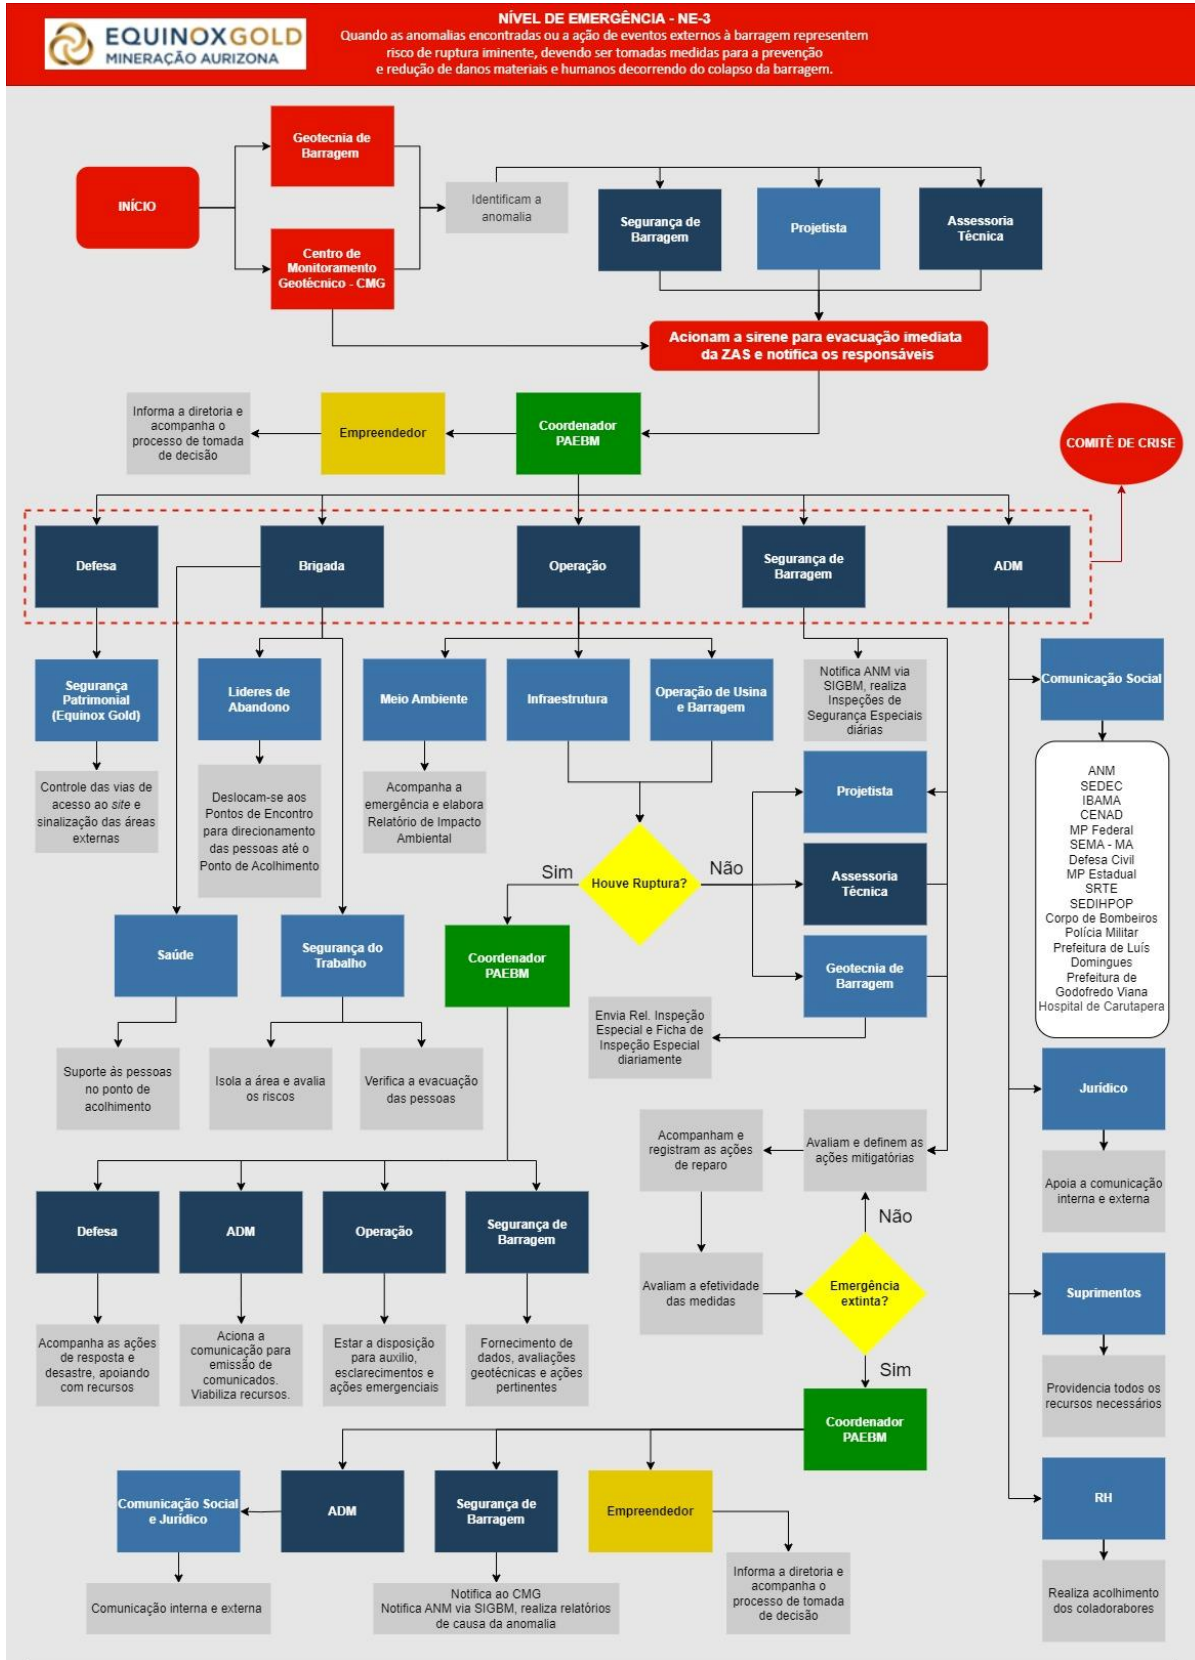 EQUINOXGOLD
MINERAÇÃO AURIZONA
NÍVEL DE EMERGÊNCIA - NE-3
Quando as anomalias encontradas ou a ação de eventos externos à barragem representem
risco de ruptura iminente, devendo ser tomadas medidas para a prevenção
e redução de danos materiais e humanos decorrendo do colapso da barragem.
INÍCIO
Geotecnia de
Barragem
Centro de
Monitoramento
Geotécnico - CMG
Identificam a
anomalia
Segurança de
Barragem
Projetista
Assessoria
Técnica
Acionam a sirene para evacuação imediata
da ZAS e notifica os responsáveis
Informa a diretoria e
acompanha o
processo de tomada
de decisão
Empreendedor
Coordenador
PAEBM
COMITÊ DE CRISE
Defesa
Brigada
Operação
Segurança de
Barragem
ADM
Segurança
Patrimonial
(Equinox Gold)
Lideres de
Abandono
Meio Ambiente
Infraestrutura
Operação de Usina
e Barragem
Notifica ANM via
SIGBM, realiza
Inspeções de
Segurança Especiais
diárias
Comunicação Social
Controle das vias de
acesso ao site e
sinalização das áreas
externas
Deslocam-se aos
Pontos de Encontro
para direcionamento
das pessoas até o
Ponto de Acolhimento
Acompanha a
emergência e elabora
Relatório de Impacto
Ambiental
Projetista
ANM
SEDEC
IBAMA
CENAD
MP Federal
SEMA - MA
Defesa Civil
MP Estadual
SRTE
SEDIHPOP
Corpo de Bombeiros
Polícia Militar
Prefeitura de Luís
Domingues
Prefeitura de
Godofredo Viana
Hospital de Carutapera
Sim
Houve Ruptura?
Não
Assessoria
Técnica
Saúde
Segurança do
Trabalho
Coordenador
PAEBM
Geotecnia de
Barragem
Envia Rel. Inspeção
Especial e Ficha de
Inspeção Especial
diariamente
Suporte às pessoas
no ponto de
acolhimento
Isola a área e avalia
os riscos
Verifica a evacuação
das pessoas
Jurídico
Acompanham e
registram as ações
de reparo
Avaliam e definem as
ações mitigatórias
Apoia a comunicação
interna e externa
Defesa
ADM
Operação
Segurança de
Barragem
Não
Avaliam a efetividade
das medidas
Emergência
extinta?
Suprimentos
Acompanha as ações
de resposta e
desastre, apoiando
com recursos
Aciona a
comunicação para
emissão de
comunicados.
Viabiliza recursos.
Estar a disposição
para auxilio,
esclarecimentos e
ações emergenciais
Fornecimento de
dados, avaliações
geotécnicas e ações
pertinentes
Sim
Providencia todos os
recursos necessários
Coordenador
PAEBM
Comunicação Social
e Jurídico
ADM
Segurança de
Barragem
Empreendedor
RH
Comunicação interna e externa
Notifica ao CMG
Notifica ANM via SIGBM, realiza relatórios
de causa da anomalia
Informa a diretoria e
acompanha o
processo de tomada
de decisão
Realiza acolhimento
dos coladorabores